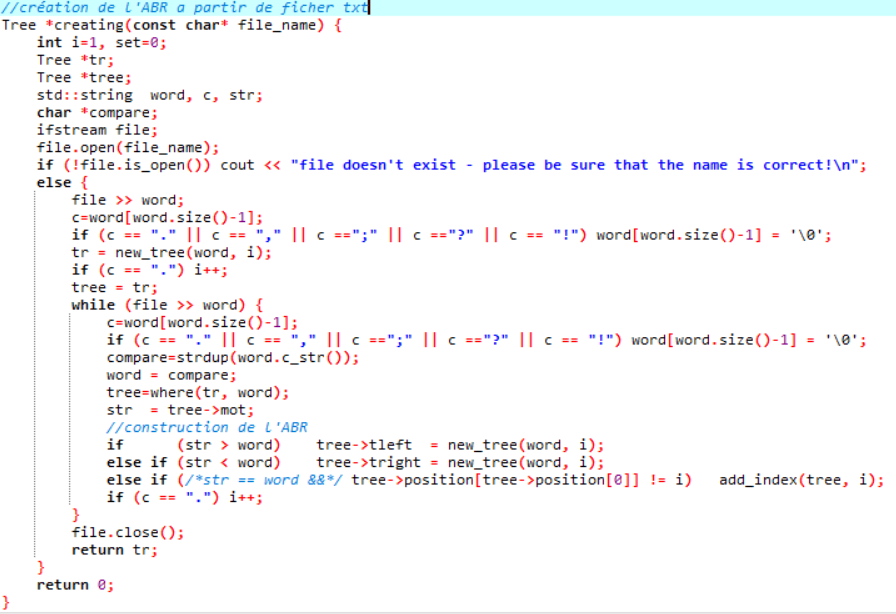 //création de l'ABR a partir de ficher txt
Tree *creating(const char* file_name) {
    int i=1, set=0;
    Tree *tr;
    Tree *tree;
    std::string  word, c, str;
    char *compare;
    ifstream file;
    file.open(file_name);
    if (!file.is_open()) cout << "file doesn't exist - please be sure that the name is correct!\n";
    else {
        file >> word;
        c=word[word.size()-1];
        if (c == "." || c == "," || c ==";" || c =="?" || c == "!") word[word.size()-1] = '\0';
        tr = new_tree(word, i);
        if (c == ".") i++;
        tree = tr;
        while (file >> word) {
            c=word[word.size()-1];
            if (c == "." || c == "," || c ==";" || c =="?" || c == "!") word[word.size()-1] = '\0';
            compare=strdup(word.c_str());
            word = compare;
            tree=where(tr, word);
            str  = tree->mot;
            //construction de l'ABR
            if      (str > word)    tree->tleft  = new_tree(word, i);
            else if (str < word)    tree->tright = new_tree(word, i);
            else if (/*str == word &&*/ tree->position[tree->position[0]] != i)   add_index(tree, i);
            if (c == ".") i++;
        }
        file.close();
        return tr;
    }
    return 0;
}